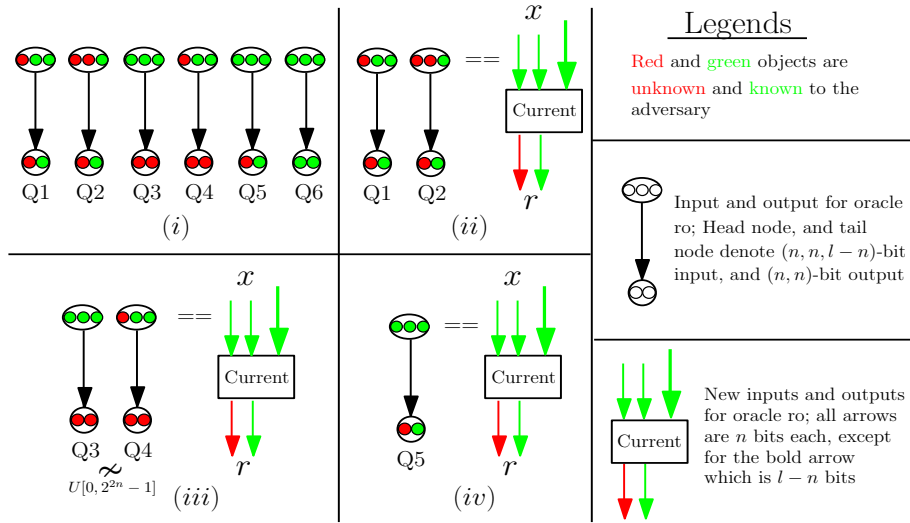 Q1 Q2 Q3 Q4 Q5 Q6
(i)
x
==
Current
Q1 Q2
r
(ii)
x
==
Current
Q3 Q4
≁
U[0, 2^{2n} − 1]
r
(iii)
x
==
Current
Q5
r
(iv)
Legends
Red and green objects are
unknown and known to the
adversary
Input and output for oracle
ro; Head node, and tail
node denote (n, n, l − n)-bit
input, and (n, n)-bit output
Current
New inputs and outputs
for oracle ro; all arrows
are n bits each, except
for the bold arrow
which is l − n bits